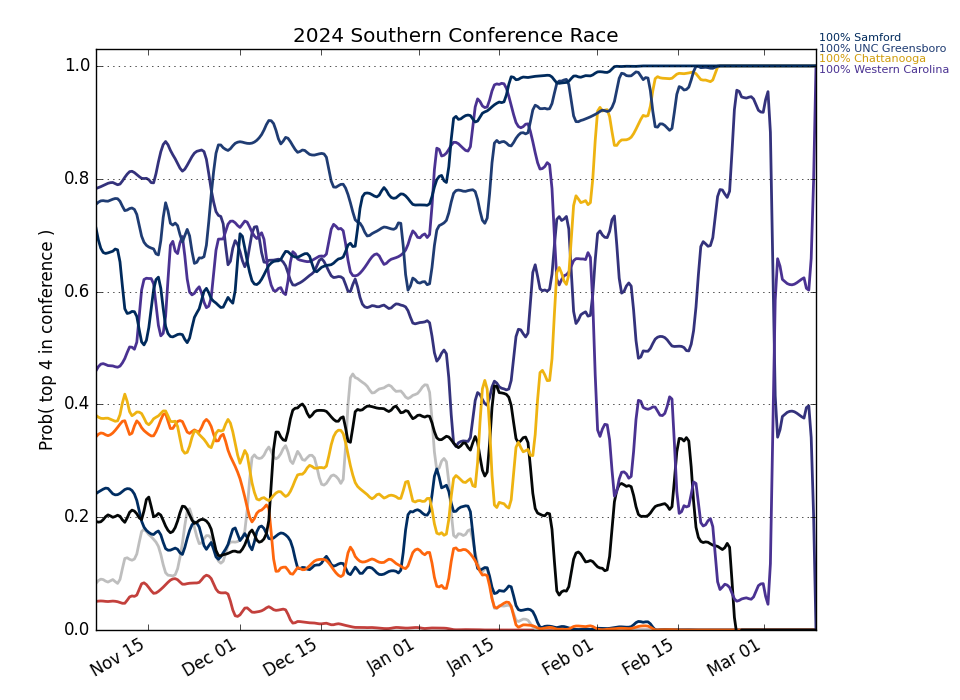 2024 Southern Conference Race
100% Samford
100% UNC Greensboro
100% Chattanooga
100% Western Carolina
Prob( top 4 in conference )
1.0
0.8
0.6
0.4
0.2
0.0
Nov 15
Dec 01
Dec 15
Jan 01
Jan 15
Feb 01
Feb 15
Mar 01